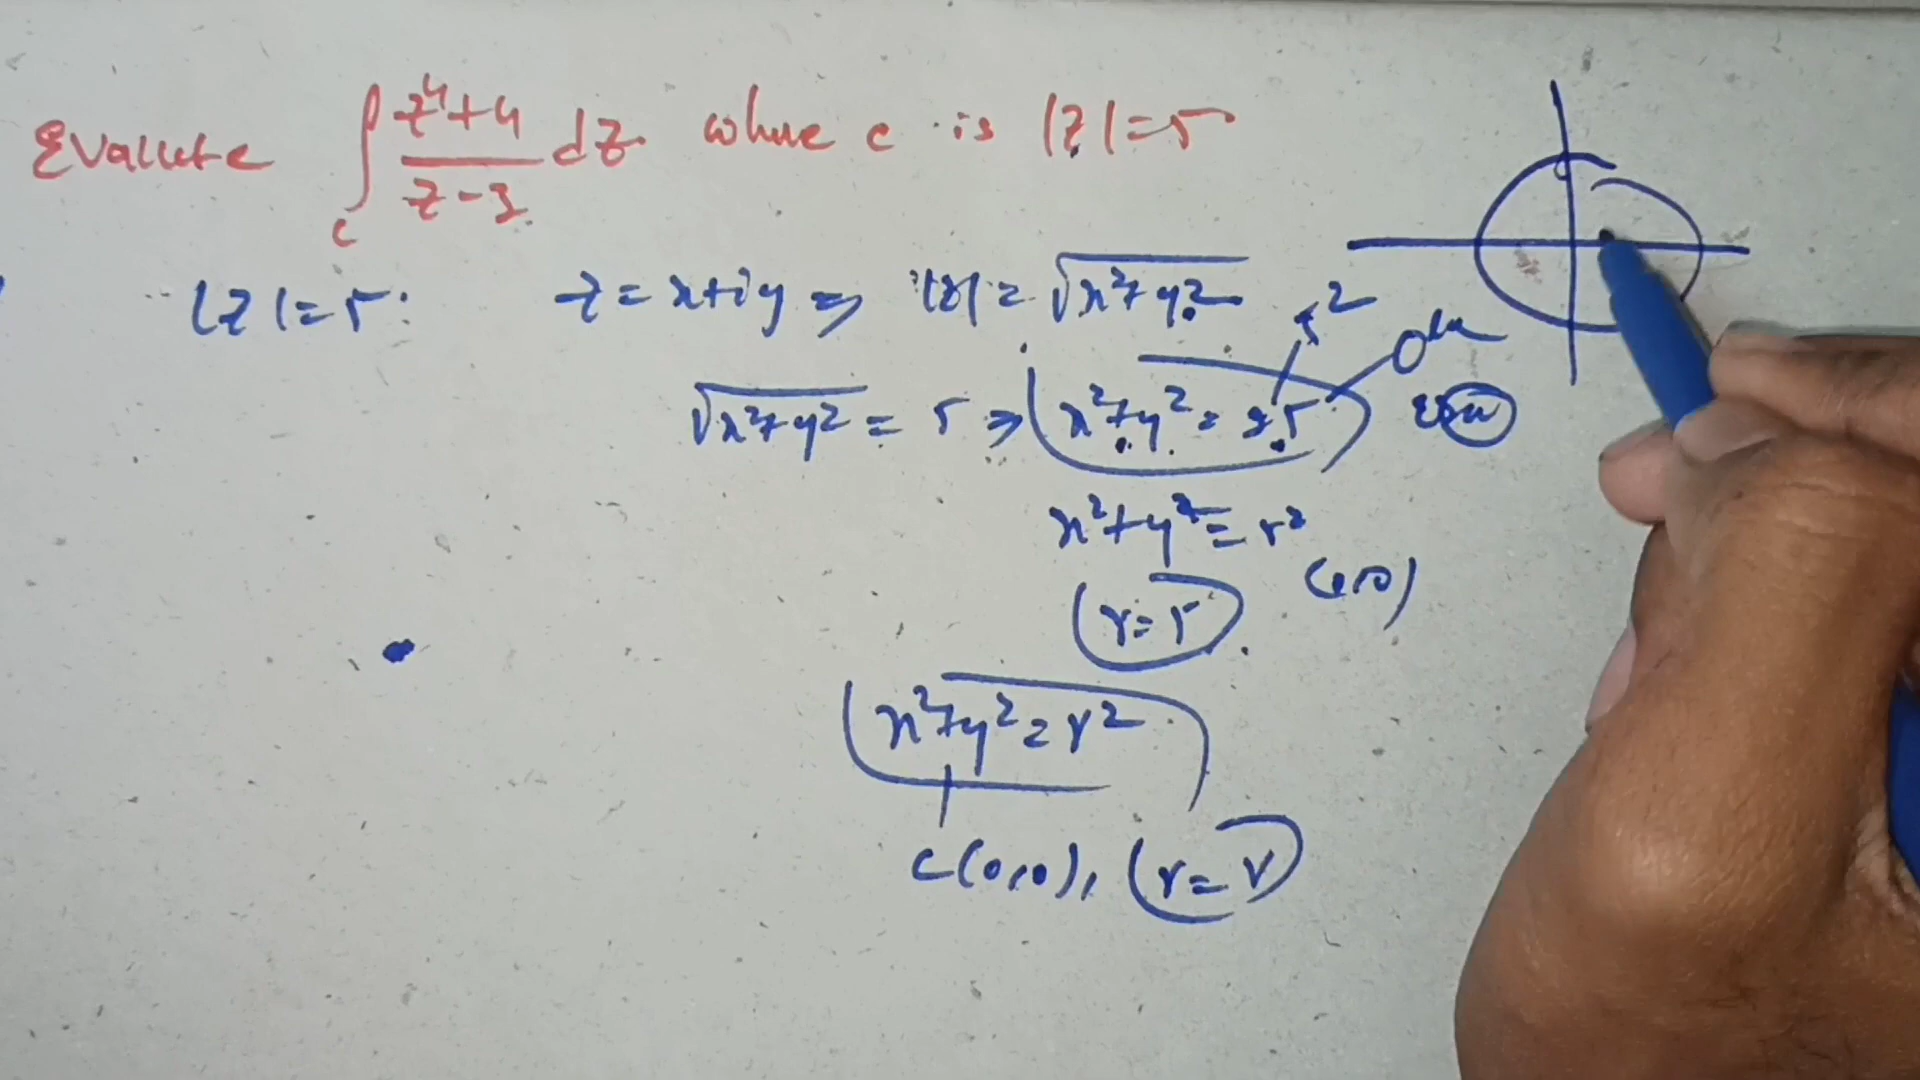 Evaluate ∫c z⁴+4/z-3 dz where c is |z|=5
|z|=5: z=x+iy ⇒ |z|=√x²+y²
√x²+y² = 5 ⇒ x²+y²=25 5²
x²+y²=r²
(0,0)
r=5
x²+y²=r²
C(0,0), r=r